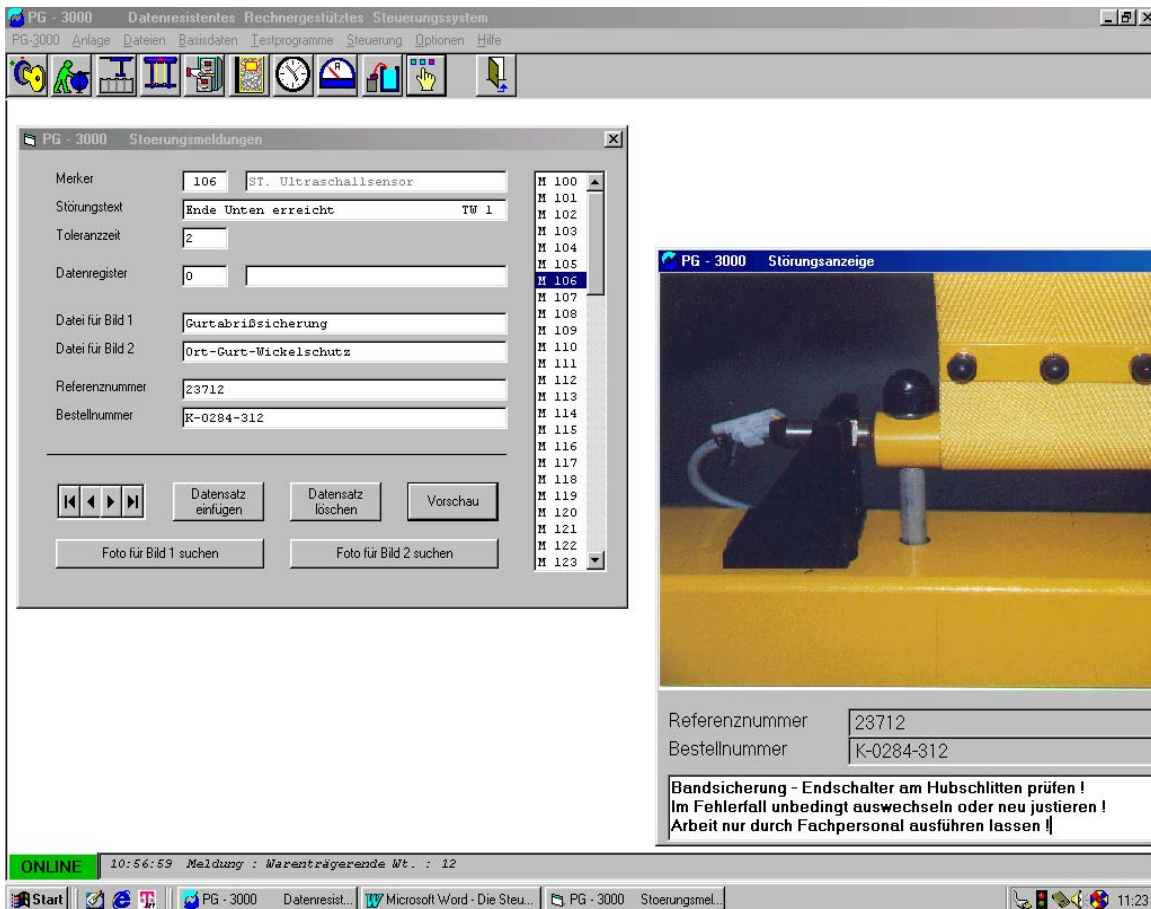 PG - 3000 Datenresistentes Rechnergestütztes Steuerungssystem
PG-3000 Anlage Dateien Basisdaten Testprogramme Steuerung Optionen Hilfe
PG - 3000 Stoerungsmeldungen
Merker 106 ST. Ultraschallsensor
Störungstext Ende Unten erreicht TW 1
Toleranzzeit 2
Datenregister 0
Datei für Bild 1 Gurtabrißsicherung
Datei für Bild 2 Ort-Gurt-Wickelschutz
Referenznummer 23712
Bestellnummer K-0284-312
Datensatz einfügen
Datensatz löschen
Vorschau
Foto für Bild 1 suchen
Foto für Bild 2 suchen
M 100
M 101
M 102
M 103
M 104
M 105
M 106
M 107
M 108
M 109
M 110
M 111
M 112
M 113
M 114
M 115
M 116
M 117
M 118
M 119
M 120
M 121
M 122
M 123
PG - 3000 Störungsanzeige
Referenznummer 23712
Bestellnummer K-0284-312
Bandsicherung - Endschalter am Hubschlitten prüfen !
Im Fehlerfall unbedingt auswechseln oder neu justieren !
Arbeit nur durch Fachpersonal ausführen lassen !
ONLINE 10:56:59 Meldung : Warenträgerende Wt. : 12
Start PG - 3000 Datenresist... Microsoft Word - Die Steu... PG - 3000 Stoerungsmel... 11:23